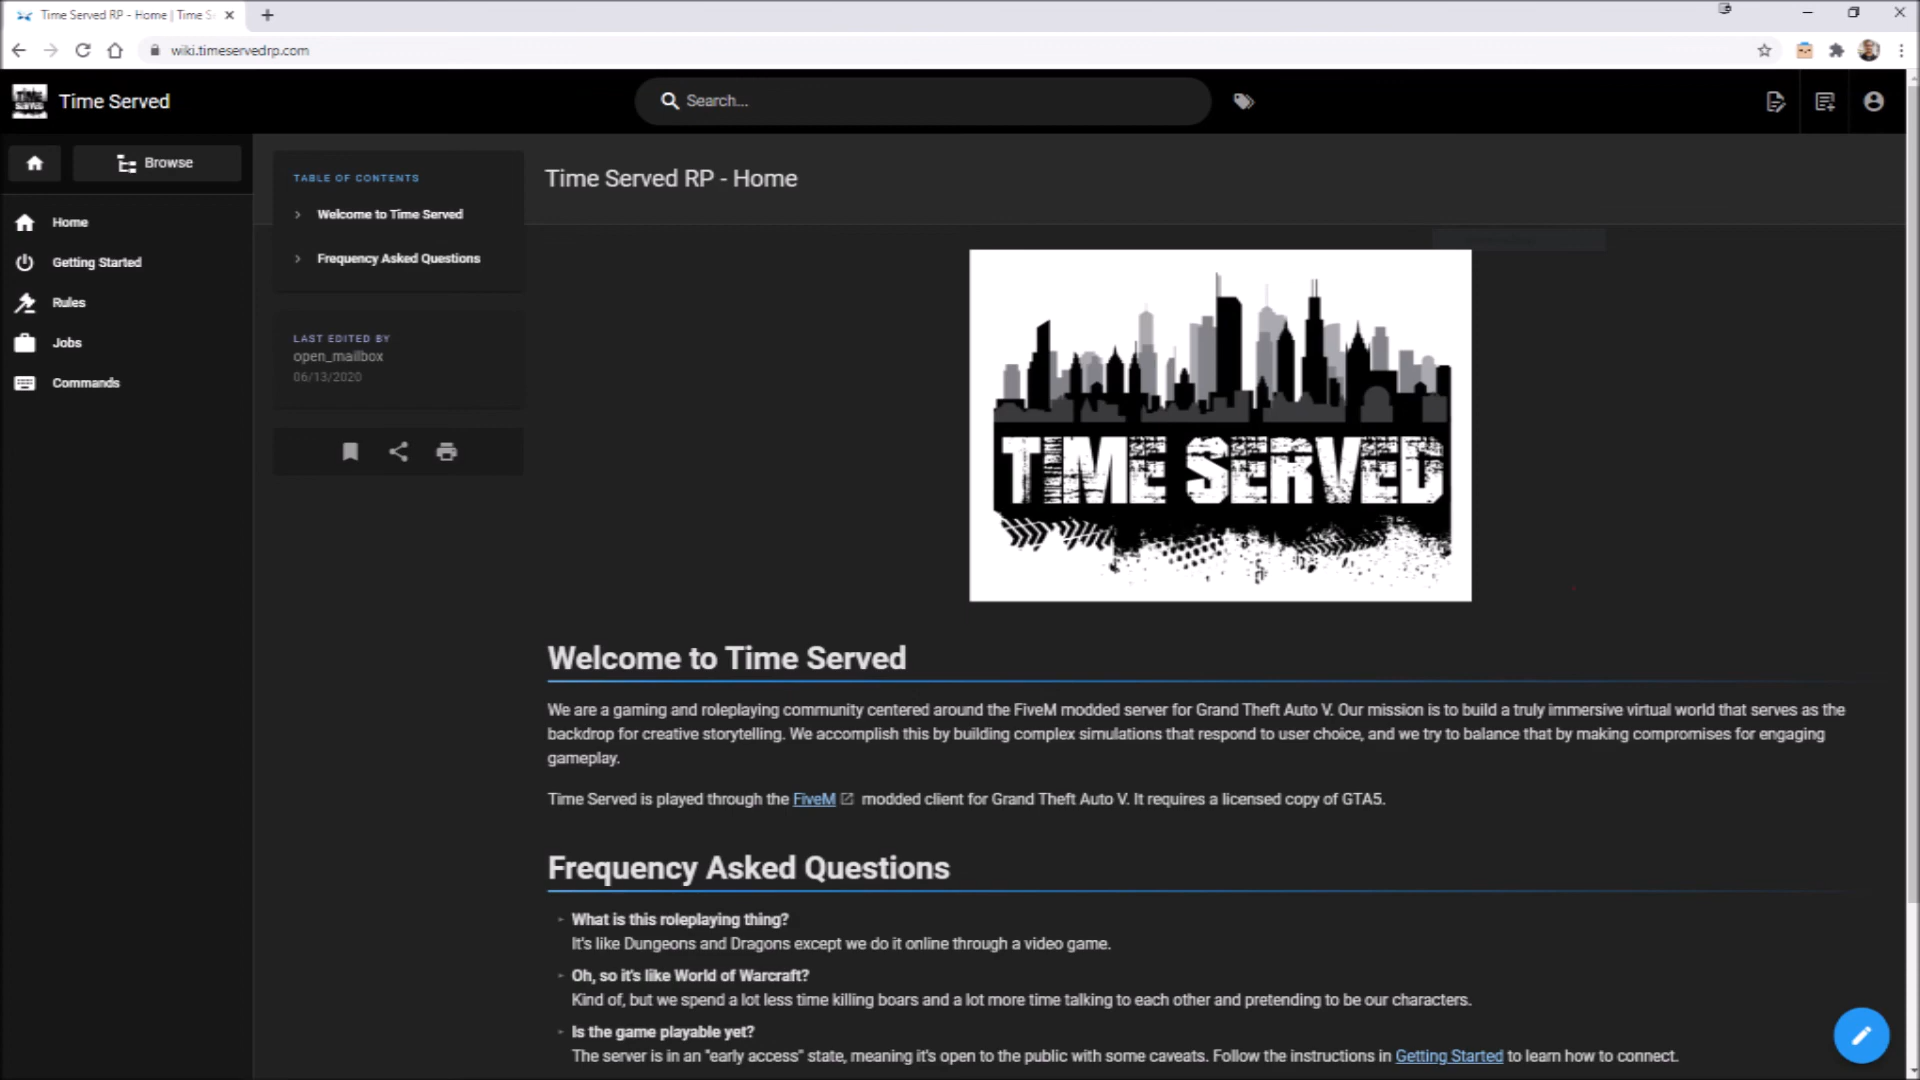 Time Served RP - Home | Time S
wiki.timeservedrp.com
Time Served
Search...
Browse
Home
Getting Started
Rules
Jobs
Commands
TABLE OF CONTENTS
Welcome to Time Served
Frequency Asked Questions
LAST EDITED BY
open_mailbox
06/13/2020
Time Served RP - Home
TIME SERVED
Welcome to Time Served
We are a gaming and roleplaying community centered around the FiveM modded server for Grand Theft Auto V. Our mission is to build a truly immersive virtual world that serves as the
backdrop for creative storytelling. We accomplish this by building complex simulations that respond to user choice, and we try to balance that by making compromises for engaging
gameplay.
Time Served is played through the FiveM modded client for Grand Theft Auto V. It requires a licensed copy of GTA5.
Frequency Asked Questions
What is this roleplaying thing?
It's like Dungeons and Dragons except we do it online through a video game.
Oh, so it's like World of Warcraft?
Kind of, but we spend a lot less time killing boars and a lot more time talking to each other and pretending to be our characters.
Is the game playable yet?
The server is in an "early access" state, meaning it's open to the public with some caveats. Follow the instructions in Getting Started to learn how to connect.